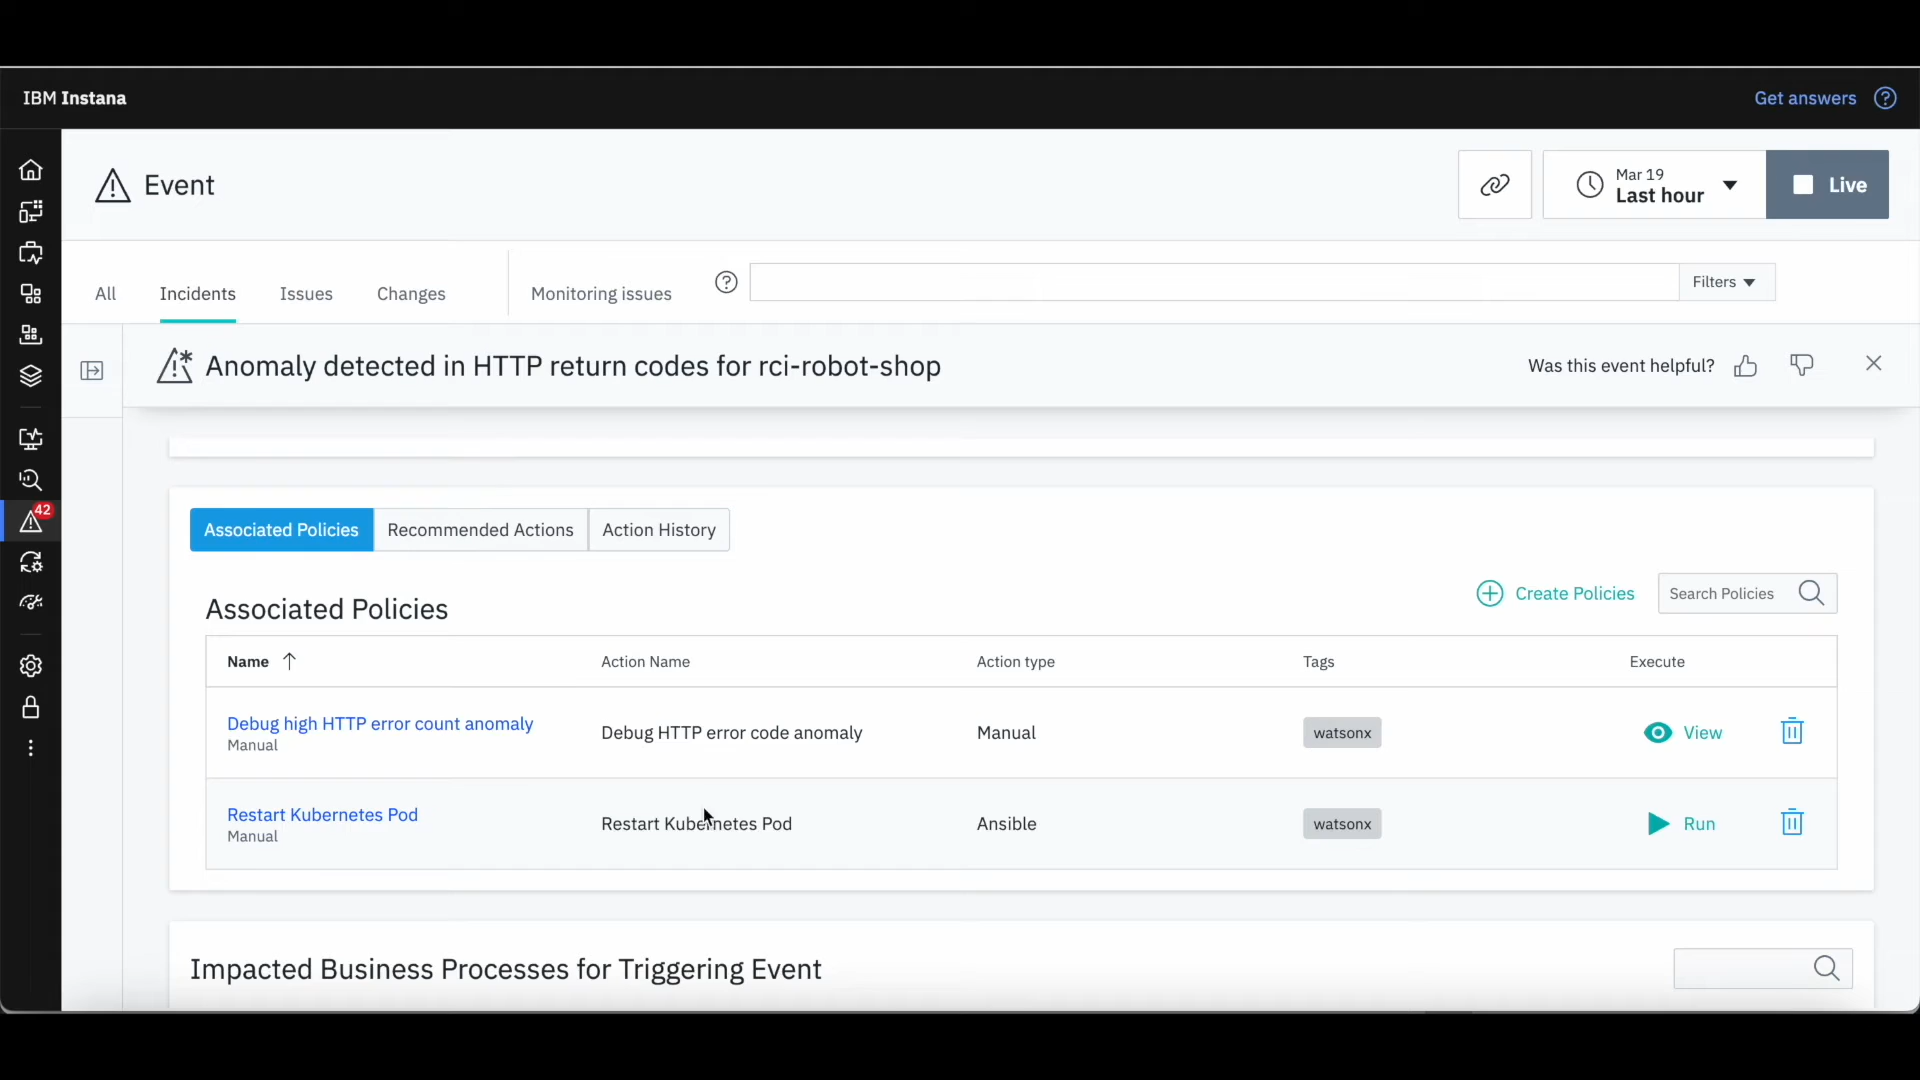 IBM Instana
Get answers
Event
Mar 19
Last hour
Live
All
Incidents
Issues
Changes
Monitoring issues
Filters
Anomaly detected in HTTP return codes for rci-robot-shop
Was this event helpful?
42
Associated Policies
Recommended Actions
Action History
Associated Policies
Create Policies
Search Policies
Name
Action Name
Action type
Tags
Execute
Debug high HTTP error count anomaly
Manual
Debug HTTP error code anomaly
Manual
watsonx
View
Restart Kubernetes Pod
Manual
Restart Kubernetes Pod
Ansible
watsonx
Run
Impacted Business Processes for Triggering Event